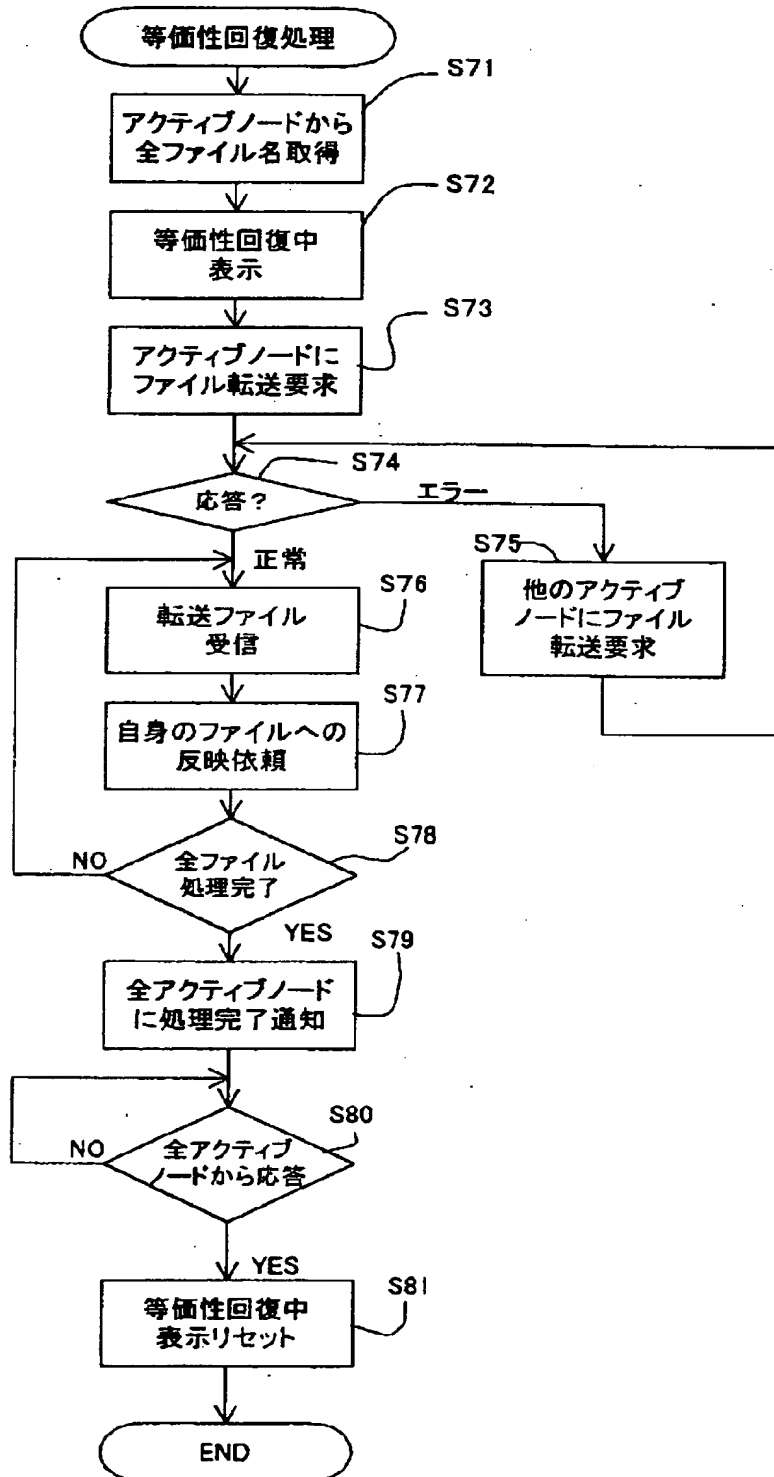 等価性回復処理
S71
アクティブノードから
全ファイル名取得
S72
等価性回復中
表示
S73
アクティブノードに
ファイル転送要求
S74
応答？
エラー
正常
S75
他のアクティブ
ノードにファイル
転送要求
S76
転送ファイル
受信
S77
自身のファイルへの
反映依頼
S78
全ファイル
処理完了
NO
YES
S79
全アクティブノード
に処理完了通知
S80
全アクティブ
ノードから応答
NO
YES
S81
等価性回復中
表示リセット
END